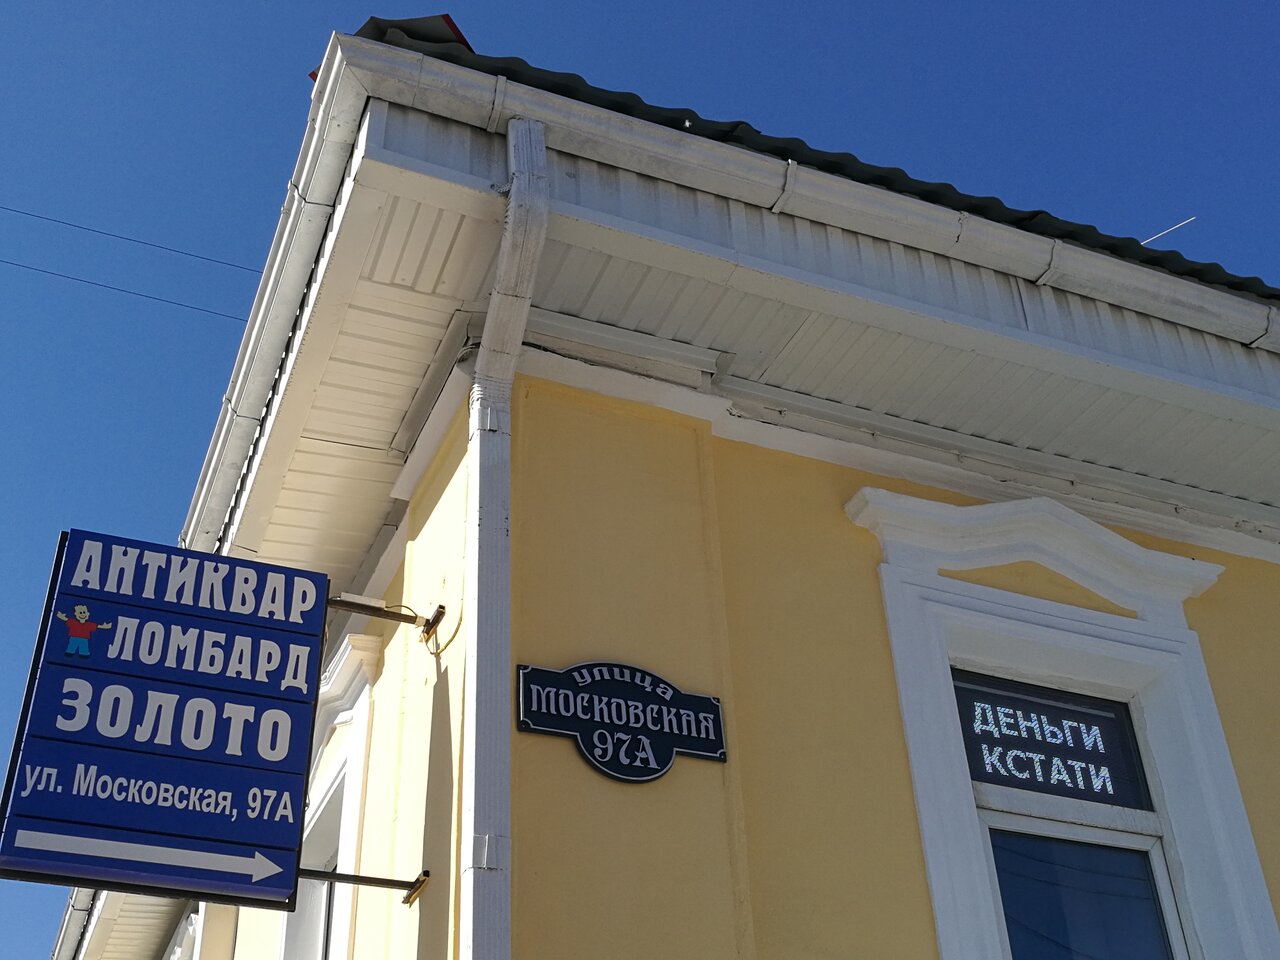 АНТИКВАР
ЛОМБАРД
ЗОЛОТО
ул. Московская, 97А
улица
Московская
97А
ДЕНЬГИ
КСТАТИ